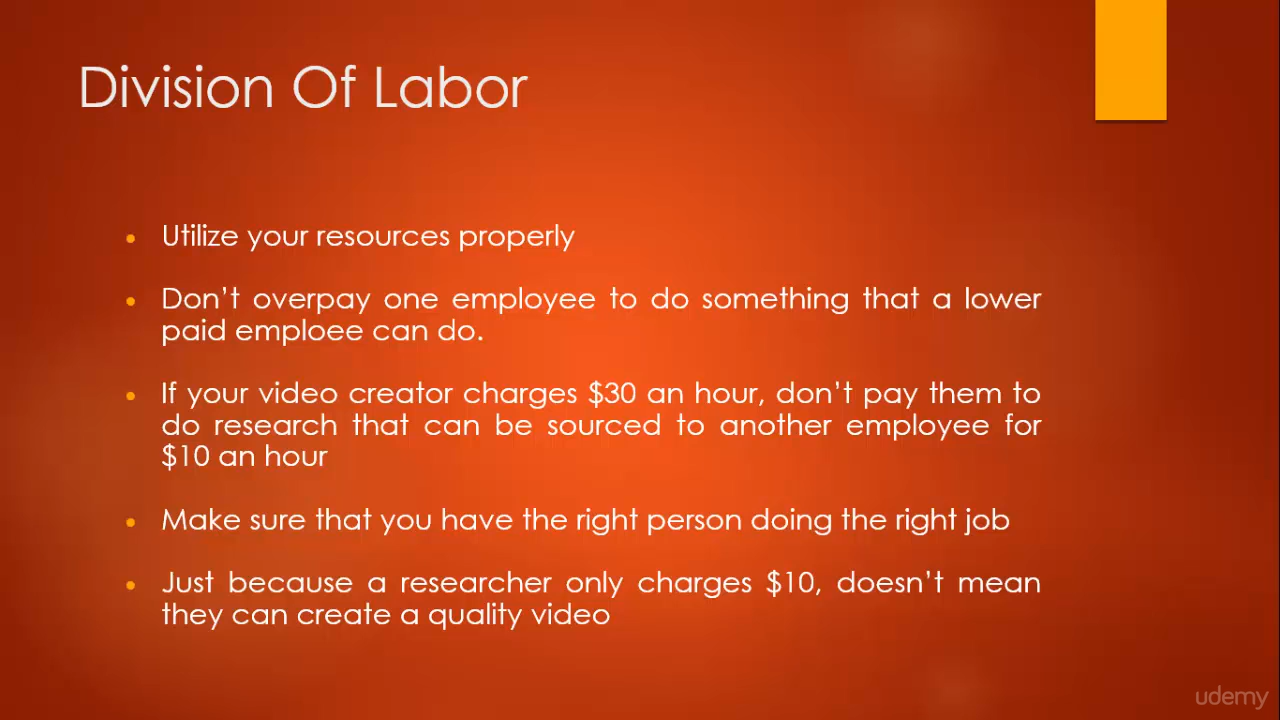 Division Of Labor
• Utilize your resources properly
• Don't overpay one employee to do something that a lower
paid emploee can do.
• If your video creator charges $30 an hour, don't pay them to
do research that can be sourced to another employee for
$10 an hour
• Make sure that you have the right person doing the right job
• Just because a researcher only charges $10, doesn't mean
they can create a quality video
udemy